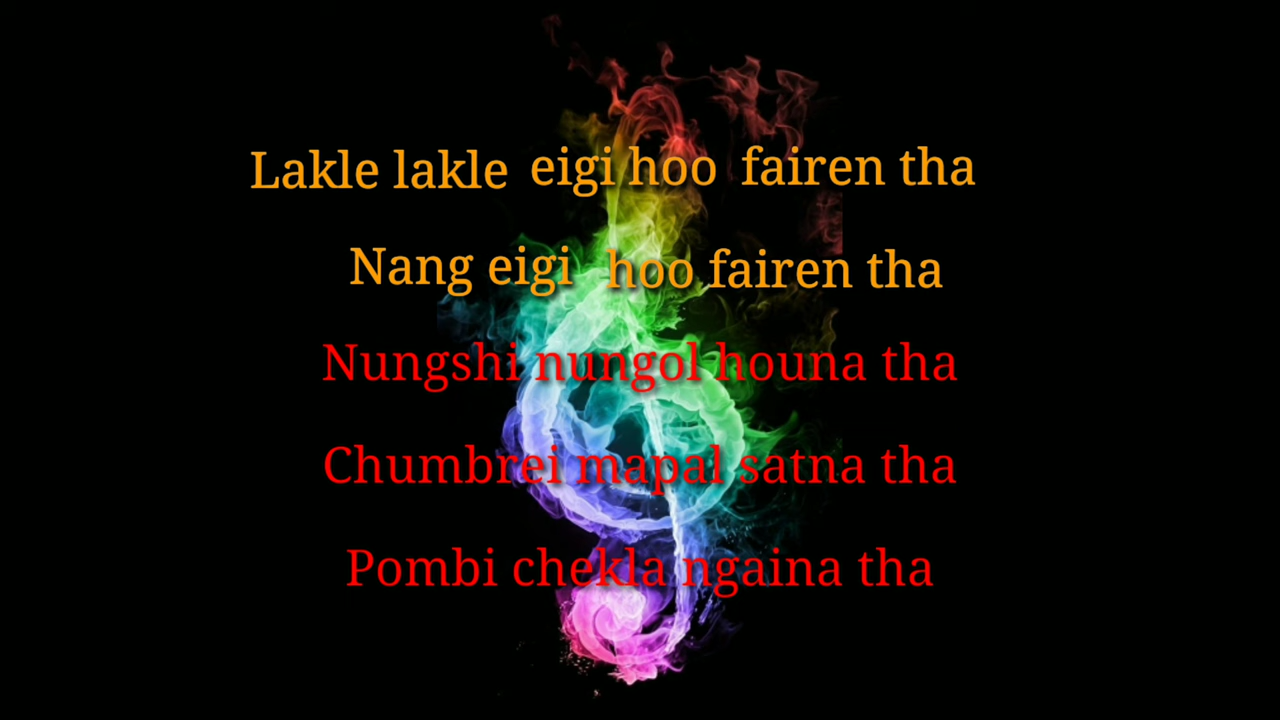 Lakle lakle eigi hoo fairen tha
Nang eigi hoo fairen tha
Nungshi nungol houna tha
Chumbrei mapal satna tha
Pombi chekla ngaina tha